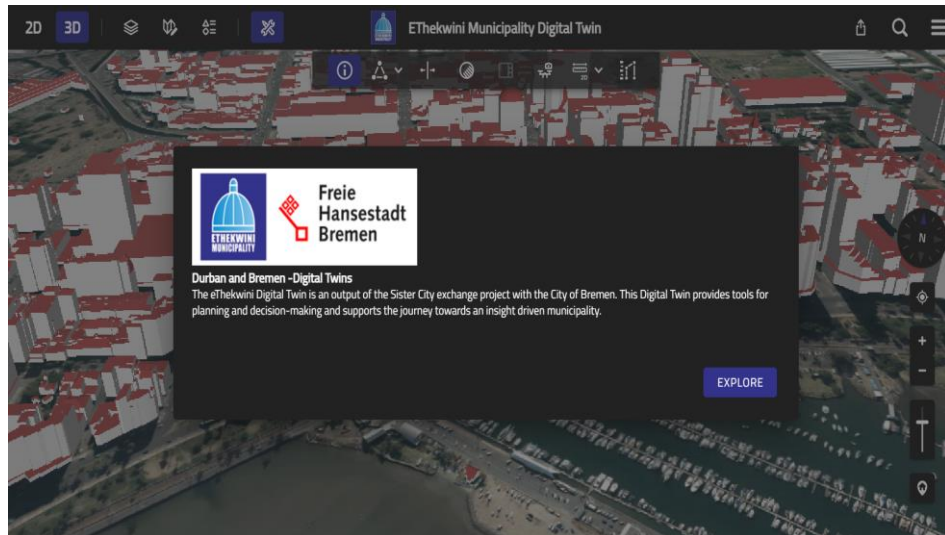 2D 3D
EThekwini Municipality Digital Twin
2D
ETHEKWINI
MUNICIPALITY
Freie
Hansestadt
Bremen
Durban and Bremen -Digital Twins
The eThekwini Digital Twin is an output of the Sister City exchange project with the City of Bremen. This Digital Twin provides tools for
planning and decision-making and supports the journey towards an insight driven municipality.
N
EXPLORE